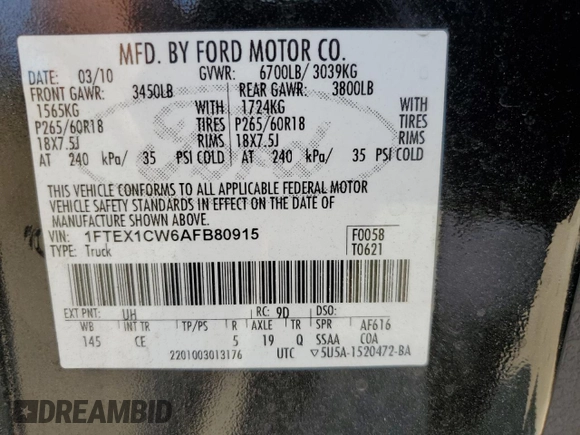 MFD. BY FORD MOTOR CO.
DATE: 03/10 GVWR: 6700LB/ 3039KG
FRONT GAWR: 3450LB REAR GAWR: 3800LB
1565KG WITH 1724KG WITH
P265/60R18 TIRES P265/60R18 TIRES
18X7.5J RIMS 18X7.5J RIMS
AT 240 kPa/ 35 PSI COLD AT 240 kPa/ 35 PSI COLD
THIS VEHICLE CONFORMS TO ALL APPLICABLE FEDERAL MOTOR
VEHICLE SAFETY STANDARDS IN EFFECT ON THE DATE OF
MANUFACTURE SHOWN ABOVE.
VIN: 1FTEX1CW6AFB80915 F0058
TYPE: Truck T0621
EXT PNT: UH RC: 9D DSO:
WB INT TR TP/PS R AXLE TR SPR AF616
145 CE 5 19 Q SSAA COA
2201003013176 UTC 5U5A-1520472-BA
DREAMBID